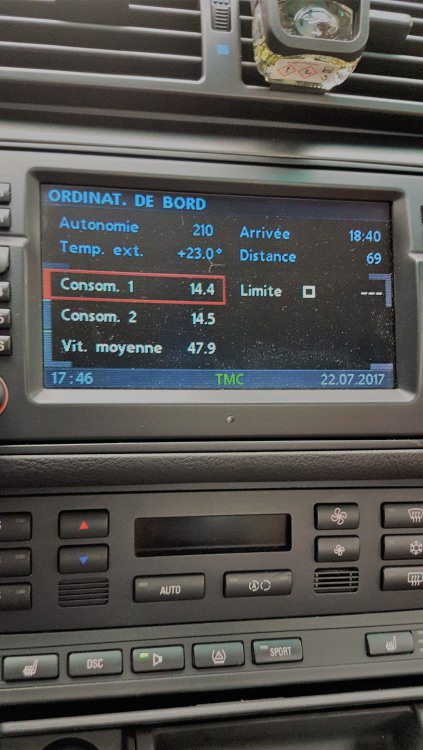 ORDINAT. DE BORD
Autonomie 210 Arrivée 18:40
Temp. ext. +23.0° Distance 69
Consom. 1 14.4 Limite ---
Consom. 2 14.5
Vit. moyenne 47.9
17:46 TMC 22.07.2017
AUTO A
DSC SPORT